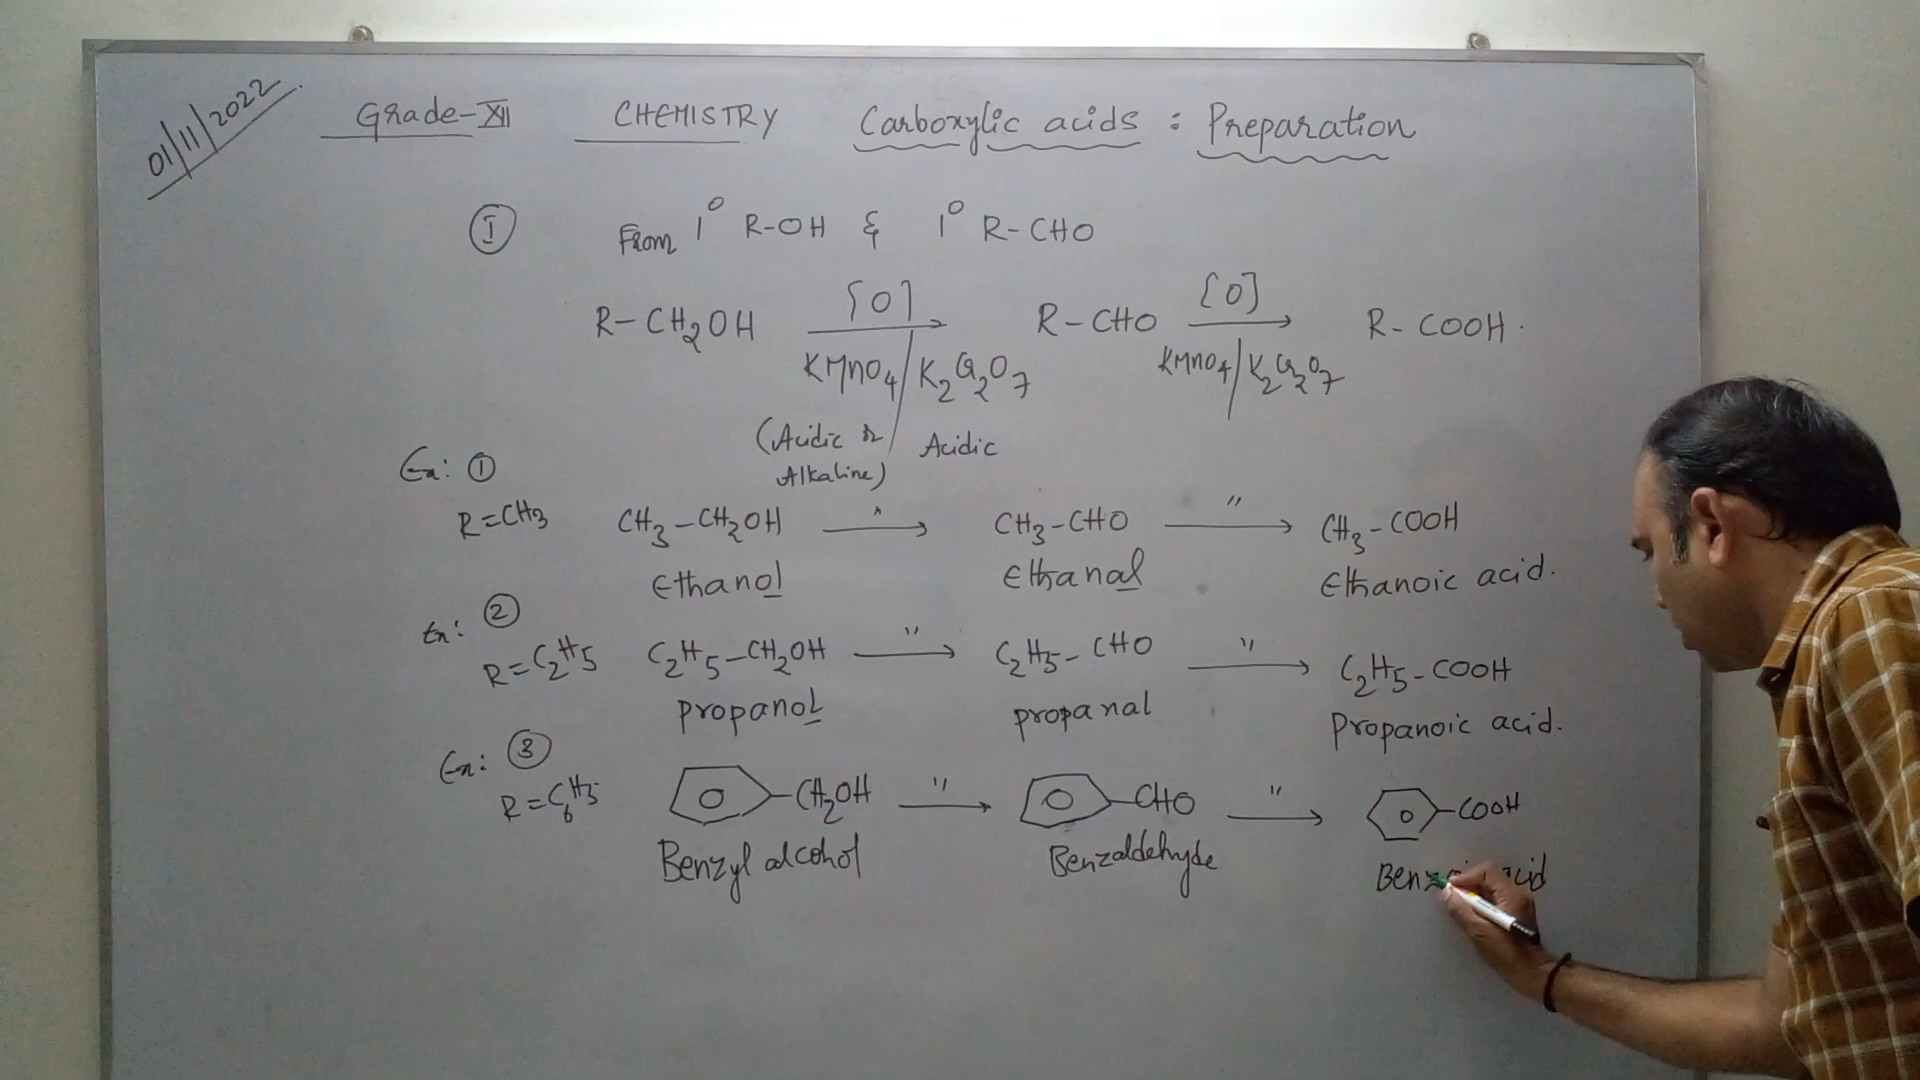 01/11/2022
Grade-XII CHEMISTRY Carboxylic acids : Preparation
I From 1° R-OH & 1° R-CHO
R-CH₂OH [O] R-CHO [O] R-COOH.
KMnO₄/K₂Cr₂O₇ KMnO₄/K₂Cr₂O₇
(Acidic or Alkaline) Acidic
Ex: 1
R=CH₃ CH₃-CH₂OH " CH₃-CHO " CH₃-COOH
Ethanol Ethanal Ethanoic acid.
Ex: 2
R=C₂H₅ C₂H₅-CH₂OH " C₂H₅-CHO " C₂H₅-COOH
propanol propanal Propanoic acid.
Ex: 3
R=C₆H₅ -CH₂OH " -CHO " -COOH
Benzyl alcohol Benzaldehyde